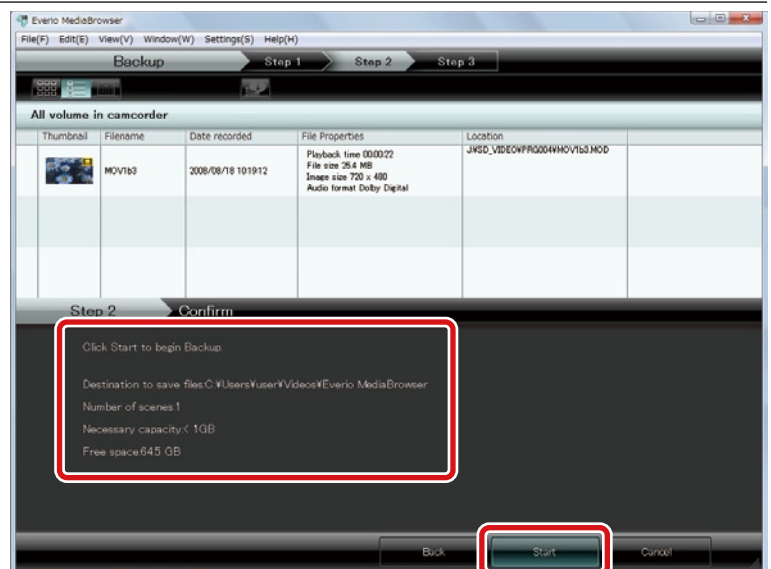 Everio MediaBrowser
File(F) Edit(E) View(V) Window(W) Settings(S) Help(H)
Backup Step 1 Step 2 Step 3
All volume in camcorder
Thumbnail Filename Date recorded File Properties Location
MOV1b3 2008/08/18 101912
Playback time 00:00:22
File size 26.4 MB
Image size 720 x 480
Audio format Dolby Digital
J:¥SD_VIDEO¥PRG004¥MOV1b3.MOD
Step 2 Confirm
Click Start to begin Backup.
Destination to save files:C:¥Users¥user¥Videos¥Everio MediaBrowser
Number of scenes:1
Necessary capacity:< 1GB
Free space:64.5 GB
Back Start Cancel